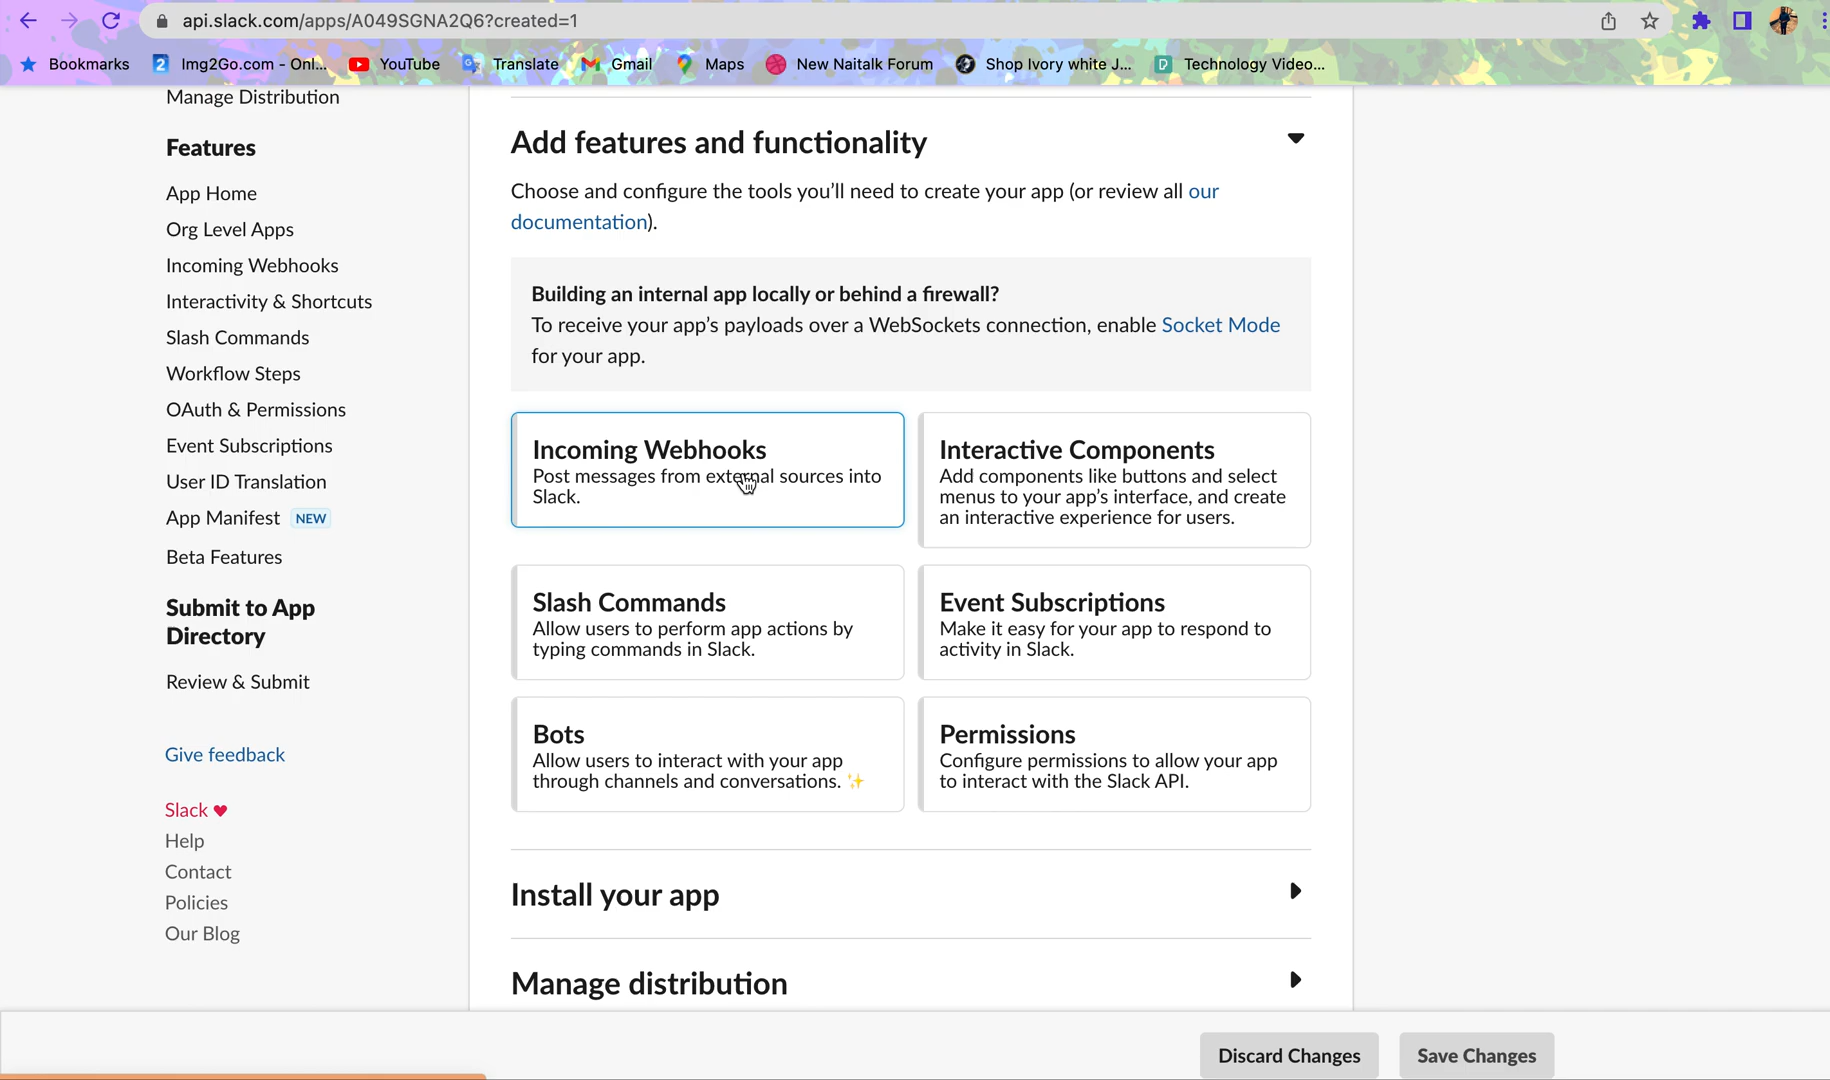 api.slack.com/apps/A049SGNA2Q6?created=1
Bookmarks
Img2Go.com - Onl...
YouTube
Translate
Gmail
Maps
New Naitalk Forum
Shop Ivory white J...
Technology Video...
Manage Distribution
Features
App Home
Org Level Apps
Incoming Webhooks
Interactivity & Shortcuts
Slash Commands
Workflow Steps
OAuth & Permissions
Event Subscriptions
User ID Translation
App Manifest NEW
Beta Features
Submit to App
Directory
Review & Submit
Give feedback
Slack ♥
Help
Contact
Policies
Our Blog
Add features and functionality
Choose and configure the tools you'll need to create your app (or review all our
documentation).
Building an internal app locally or behind a firewall?
To receive your app's payloads over a WebSockets connection, enable Socket Mode
for your app.
Incoming Webhooks
Post messages from external sources into
Slack.
Interactive Components
Add components like buttons and select
menus to your app's interface, and create
an interactive experience for users.
Slash Commands
Allow users to perform app actions by
typing commands in Slack.
Event Subscriptions
Make it easy for your app to respond to
activity in Slack.
Bots
Allow users to interact with your app
through channels and conversations. ✨
Permissions
Configure permissions to allow your app
to interact with the Slack API.
Install your app
Manage distribution
Discard Changes
Save Changes